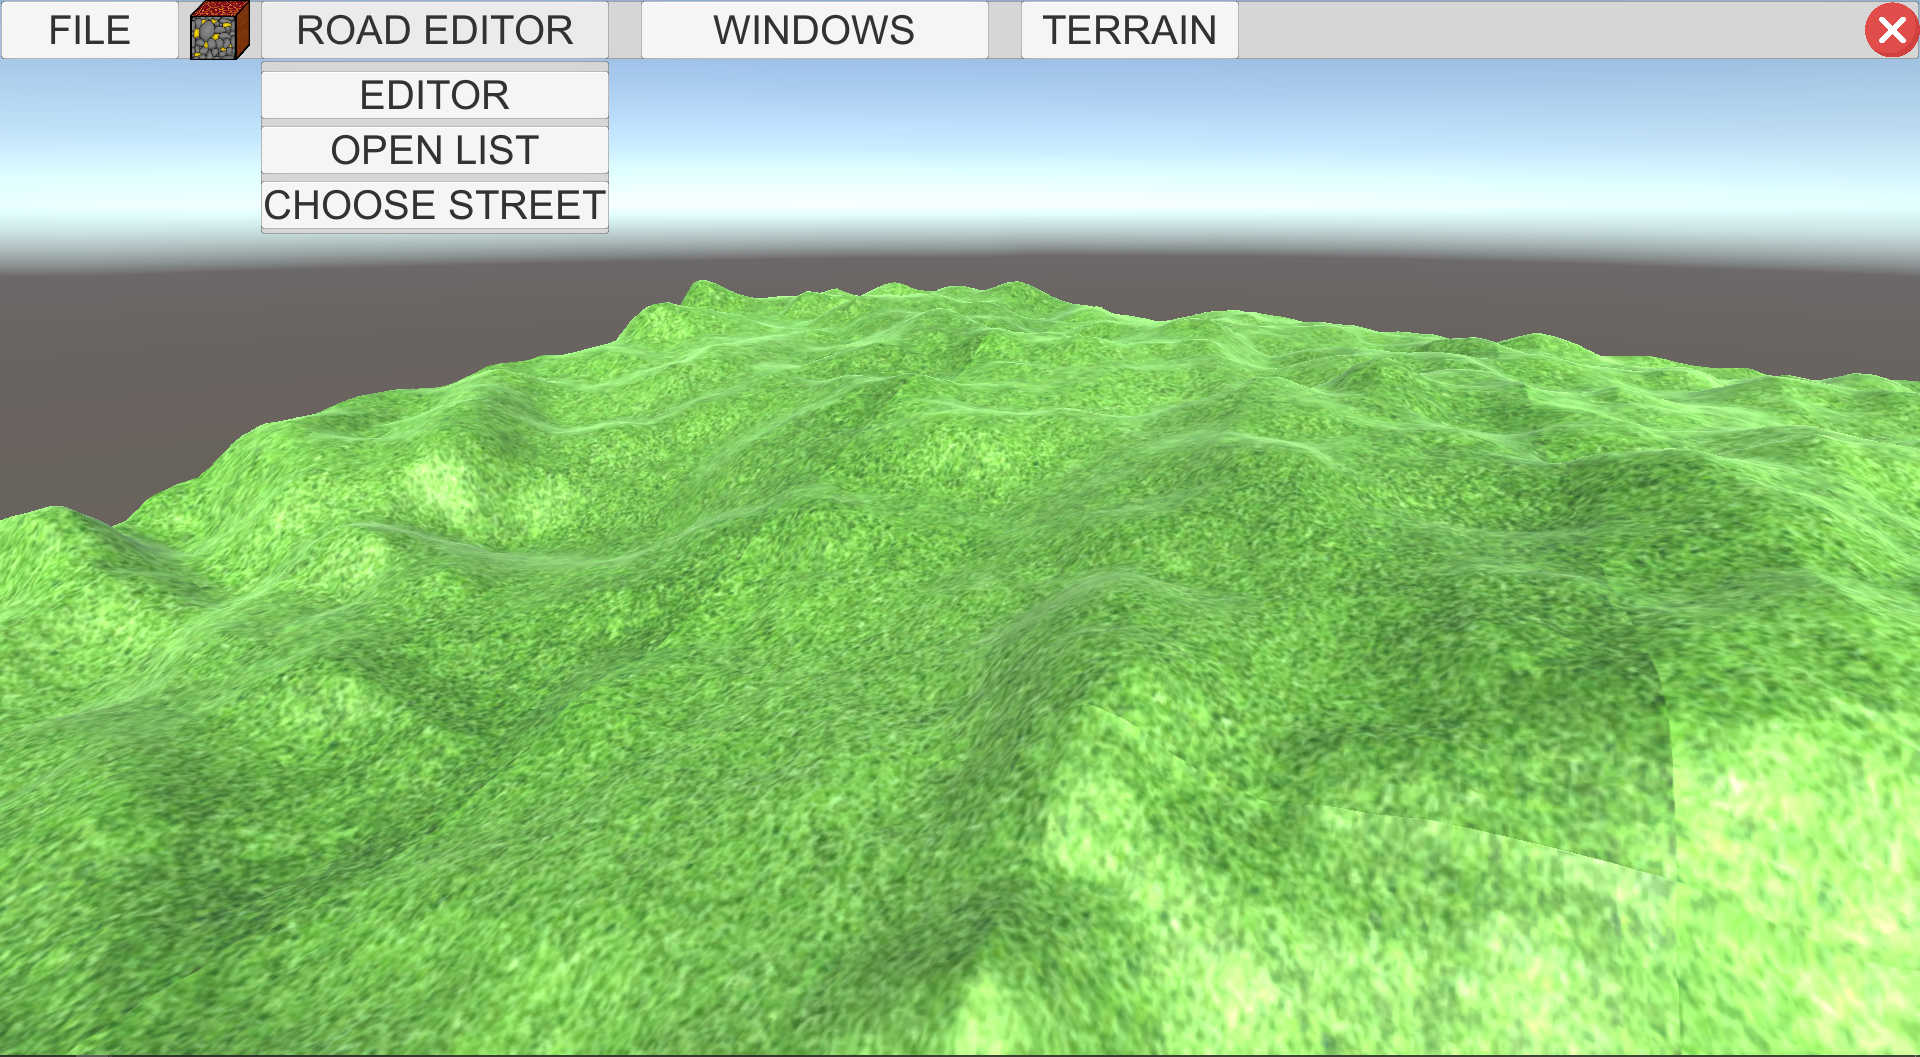 FILE
ROAD EDITOR
WINDOWS
TERRAIN
EDITOR
OPEN LIST
CHOOSE STREET